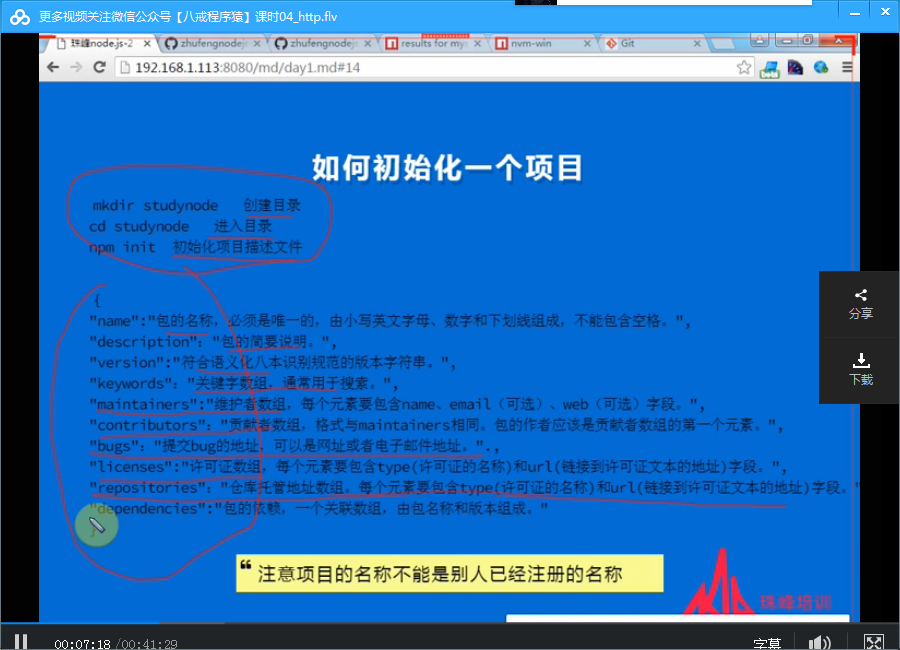 更多视频关注微信公众号【八戒程序猿】课时04_http.flv
珠峰node.js-2
zhufengnodej
zhufengnodej
results for mys
nvm-win
Git
192.168.1.113:8080/md/day1.md#14
beta
如何初始化一个项目
mkdir studynode 创建目录
cd studynode 进入目录
npm init 初始化项目描述文件
{
"name":"包的名称，必须是唯一的，由小写英文字母、数字和下划线组成，不能包含空格。",
"description"："包的简要说明。",
"version":"符合语义化八本识别规范的版本字符串。",
"keywords"："关键字数组，通常用于搜索。",
"maintainers":"维护者数组，每个元素要包含name、email（可选）、web（可选）字段。",
"contributors"："贡献者数组，格式与maintainers相同。包的作者应该是贡献者数组的第一个元素。",
"bugs"："提交bug的地址，可以是网址或者电子邮件地址。".,
"licenses":"许可证数组，每个元素要包含type(许可证的名称)和url(链接到许可证文本的地址)字段。",
"repositories"："仓库托管地址数组，每个元素要包含type(许可证的名称)和url(链接到许可证文本的地址)字段。"
"dependencies":"包的依赖，一个关联数组，由包名称和版本组成。"
}
❝ 注意项目的名称不能是别人已经注册的名称
珠峰培训
分享
下载
00:07:18 /00:41:29
字幕